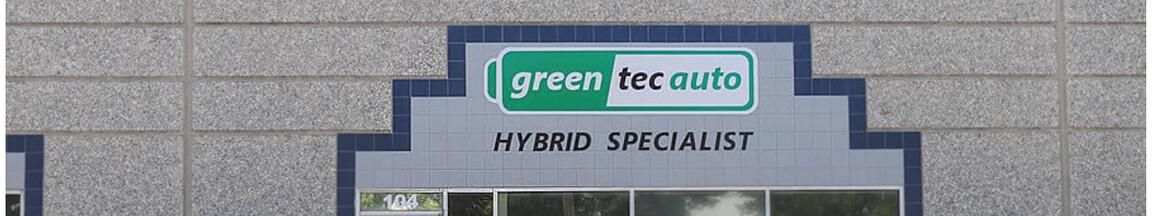 green tec auto
HYBRID SPECIALIST
104